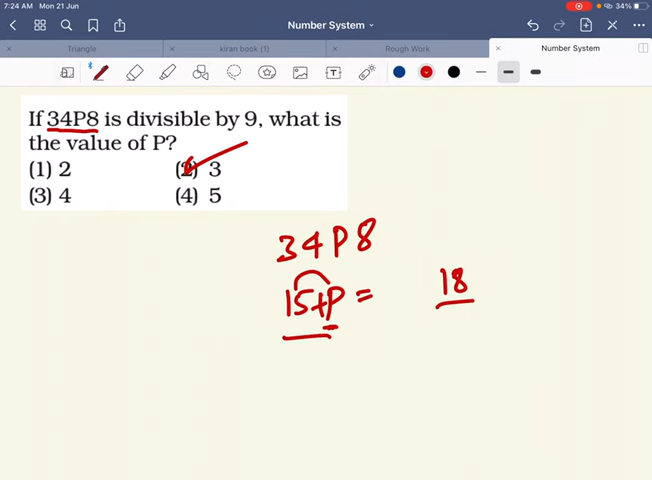 7:24 AM Mon 21 Jun
34%
Number System
Triangle
kiran book (1)
Rough Work
Number System
If 34P8 is divisible by 9, what is
the value of P?
(1) 2 (2) 3
(3) 4 (4) 5
34P8
15+P = 18